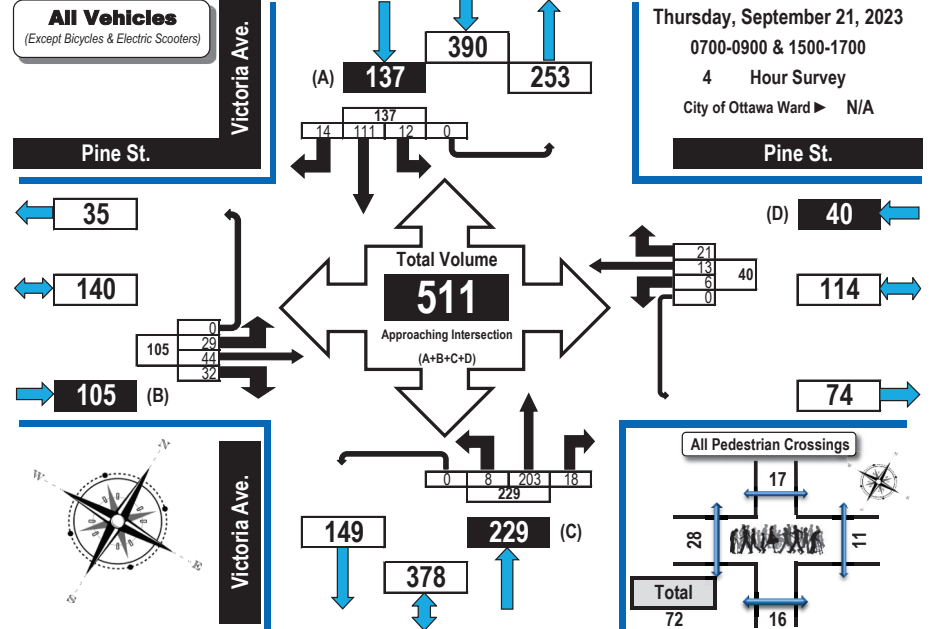 All Vehicles
(Except Bicycles & Electric Scooters)
Victoria Ave.
Pine St.
390
(A) 137 253
137
14 111 12 0
Thursday, September 21, 2023
0700-0900 & 1500-1700
4 Hour Survey
City of Ottawa Ward ► N/A
Pine St.
35
140
105
0
29
44
32
105 (B)
Total Volume
511
Approaching Intersection
(A+B+C+D)
(D) 40
21
13
6
0
40
114
74
N
W
E
S
Victoria Ave.
0 8 203 18
229
149
229 (C)
378
All Pedestrian Crossings
17
28
11
Total
72
16